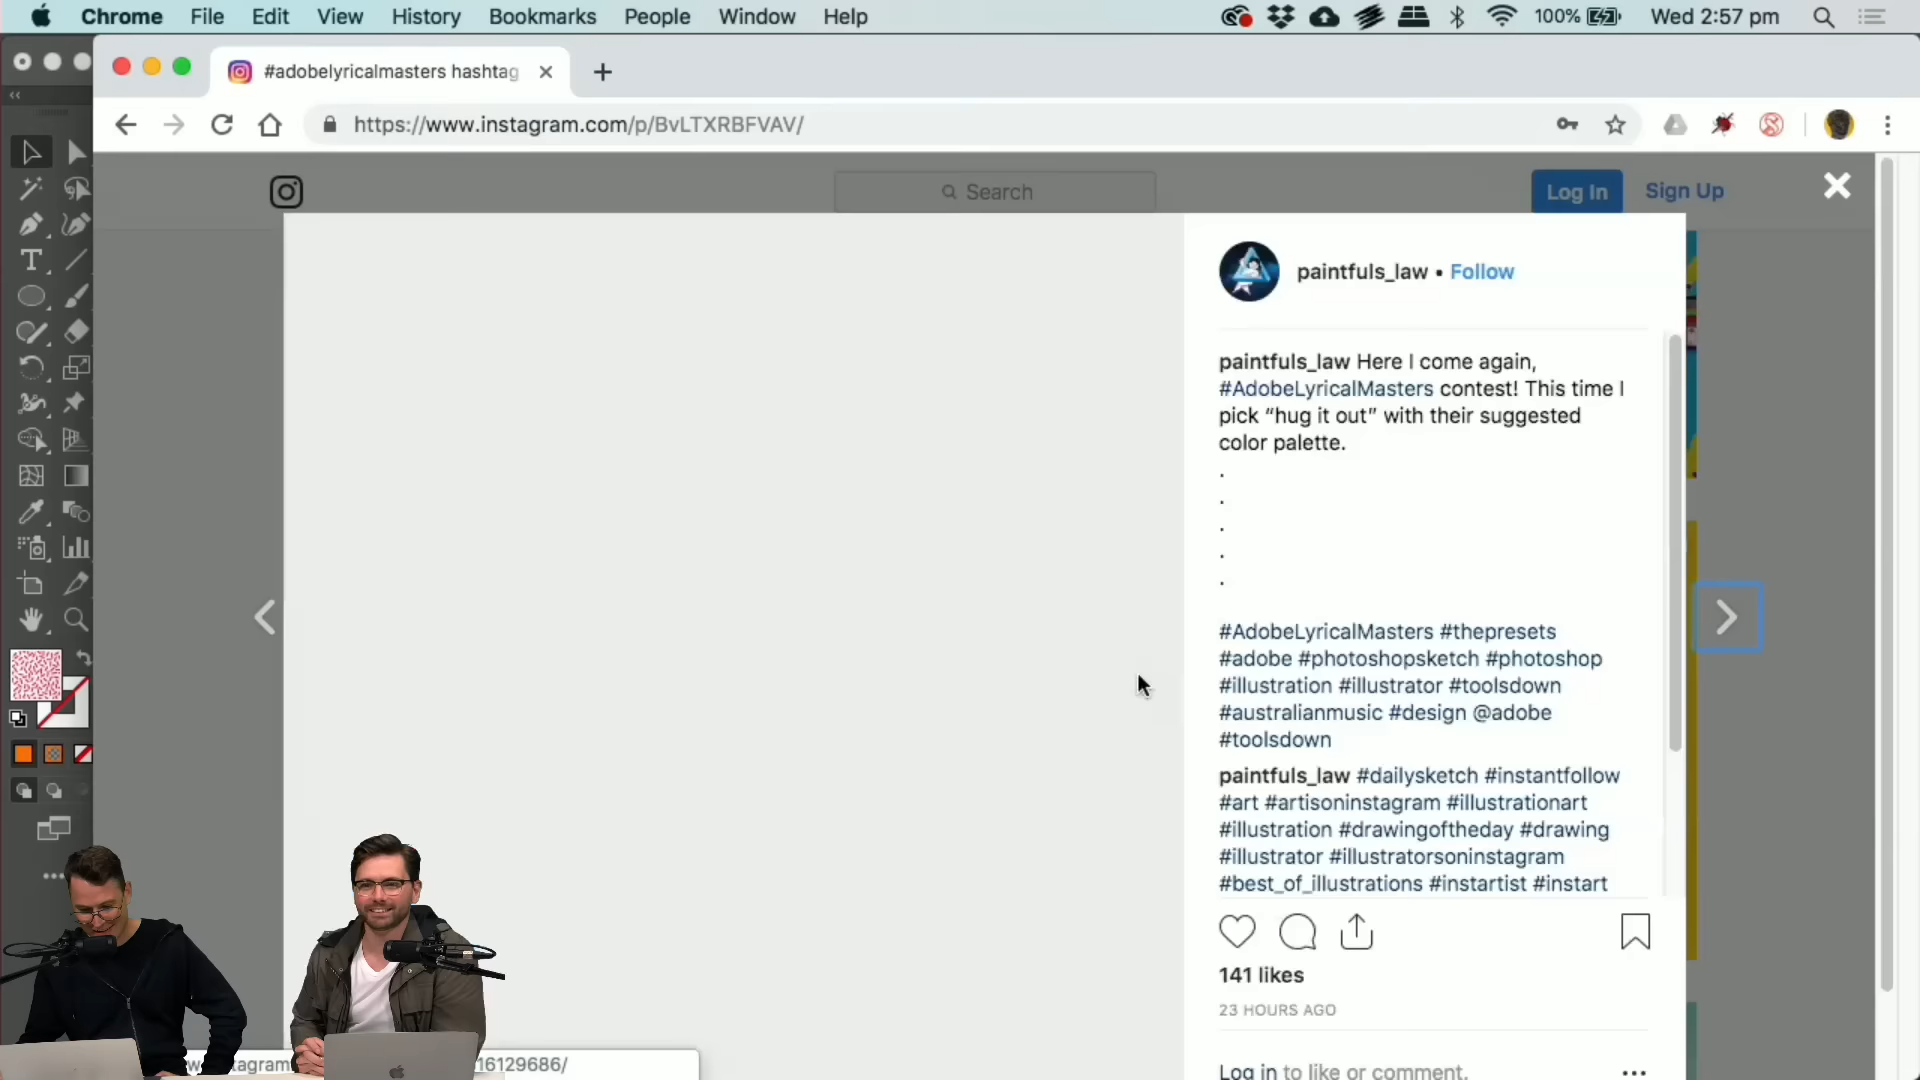 Chrome File Edit View History Bookmarks People Window Help
100% Wed 2:57 pm
#adobelyricalmasters hashtag
https://www.instagram.com/p/BvLTXRBFVAV/
Search
Log In Sign Up
paintfuls_law • Follow
paintfuls_law Here I come again,
#AdobeLyricalMasters contest! This time I
pick “hug it out” with their suggested
color palette.
.
.
.
.
.
#AdobeLyricalMasters #thepresets
#adobe #photoshopsketch #photoshop
#illustration #illustrator #toolsdown
#australianmusic #design @adobe
#toolsdown
paintfuls_law #dailysketch #instantfollow
#art #artisoninstagram #illustrationart
#illustration #drawingoftheday #drawing
#illustrator #illustratorsoninstagram
#best_of_illustrations #instartist #instart
141 likes
23 HOURS AGO
Log in to like or comment.
16129686/